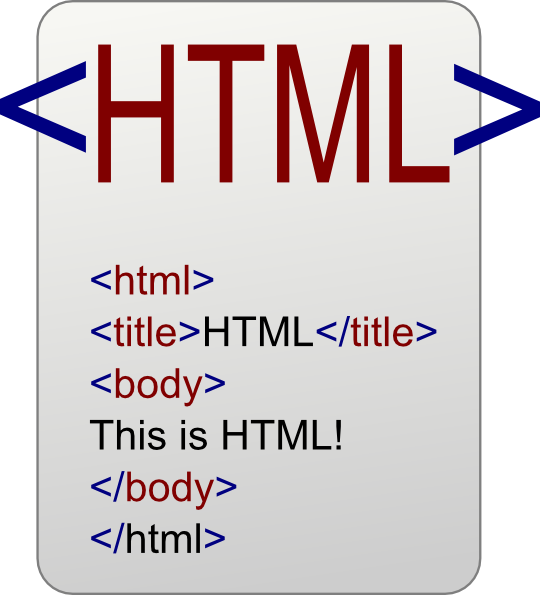 <HTML>
<html>
<title>HTML</title>
<body>
This is HTML!
</body>
</html>